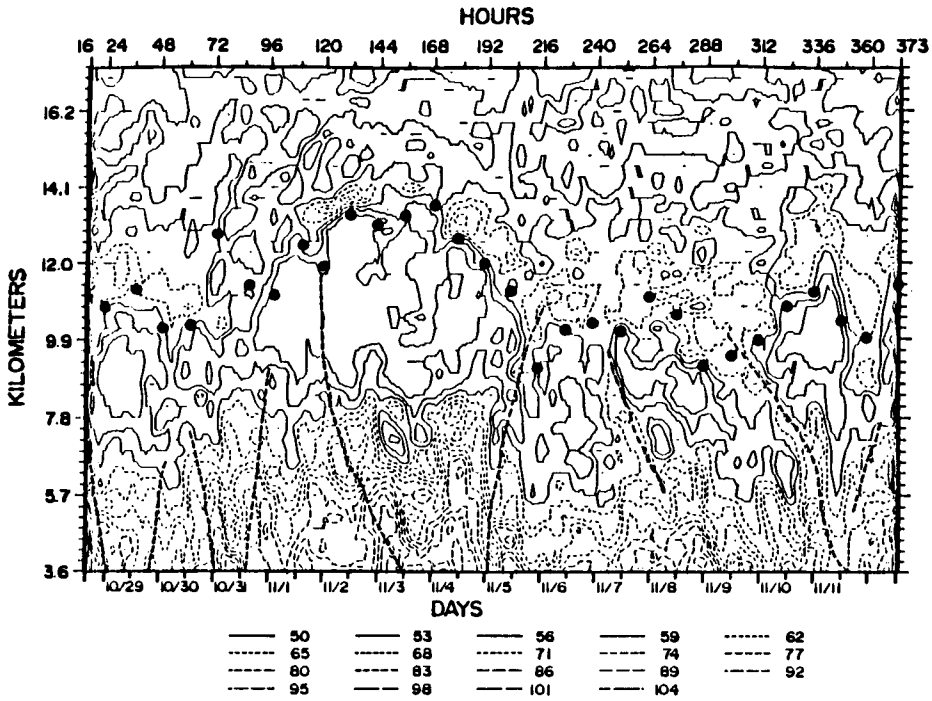 HOURS
16 24 48 72 96 120 144 168 192 216 240 264 288 312 336 360 373
KILOMETERS
16.2
14.1
12.0
9.9
7.8
5.7
3.6
10/29 10/30 10/31 11/1 11/2 11/3 11/4 11/5 11/6 11/7 11/8 11/9 11/10 11/11
DAYS
50 53 56 59 62
65 68 71 74 77
80 83 86 89 92
95 98 101 104